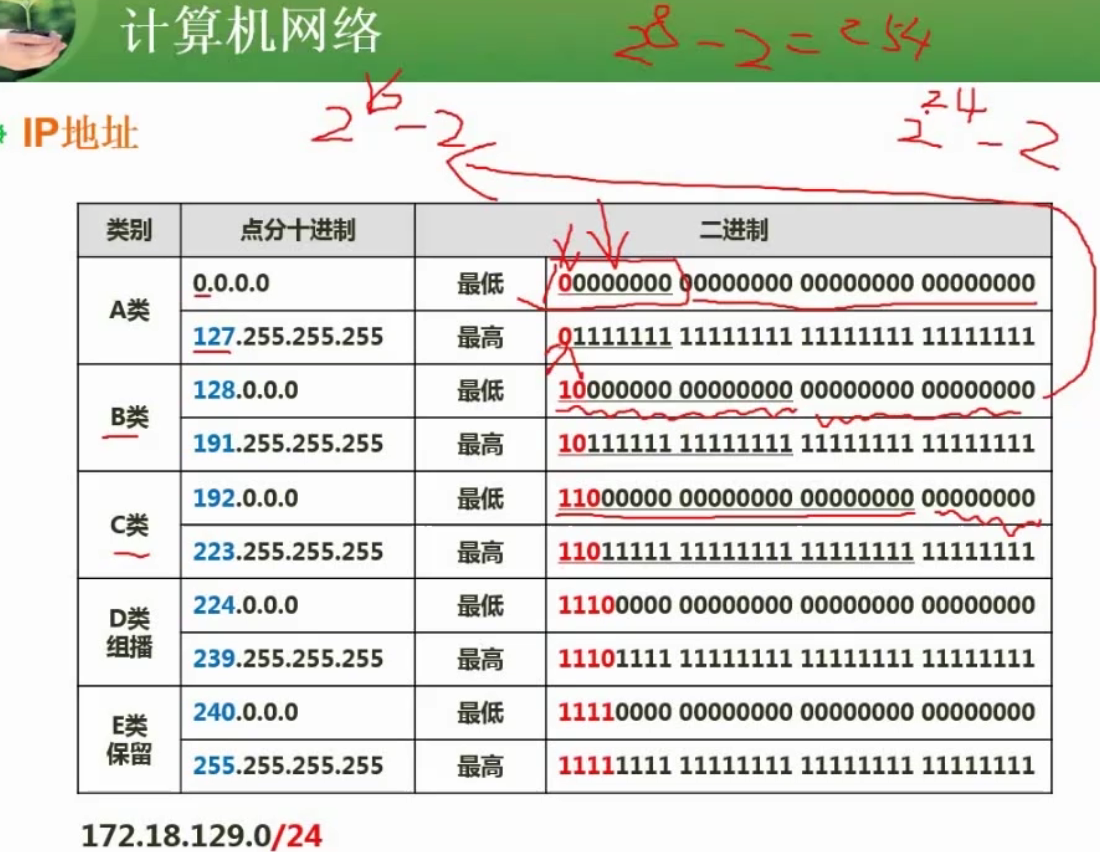 计算机网络
2^8-2=254
IP地址
2^24-2
类别 点分十进制 二进制
A类 0.0.0.0 最低 00000000 00000000 00000000 00000000
127.255.255.255 最高 01111111 11111111 11111111 11111111
B类 128.0.0.0 最低 10000000 00000000 00000000 00000000
191.255.255.255 最高 10111111 11111111 11111111 11111111
C类 192.0.0.0 最低 11000000 00000000 00000000 00000000
223.255.255.255 最高 11011111 11111111 11111111 11111111
D类 组播 224.0.0.0 最低 11100000 00000000 00000000 00000000
239.255.255.255 最高 11101111 11111111 11111111 11111111
E类 保留 240.0.0.0 最低 11110000 00000000 00000000 00000000
255.255.255.255 最高 11111111 11111111 11111111 11111111
172.18.129.0/24